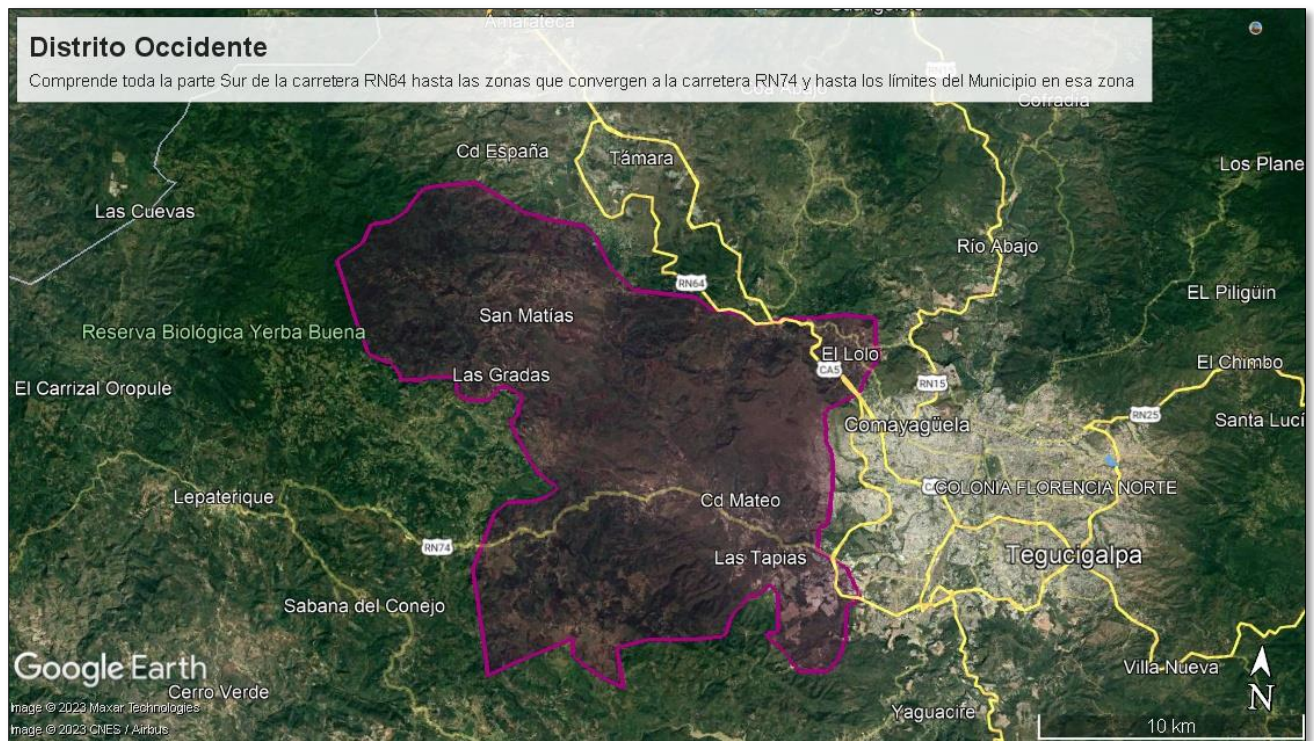 Amarateca
Distrito Occidente
Comprende toda la parte Sur de la carretera RN64 hasta las zonas que convergen a la carretera RN74 y hasta los límites del Municipio en esa zona
Cofradía
Cd España
Támara
Los Plane
Las Cuevas
Río Abajo
RN64
EL Piligüin
San Matías
Reserva Biológica Yerba Buena
El Lolo
El Chimbo
CA5
Las Gradas
RN15
El Carrizal Oropule
RN25
Santa Lucí
Comayagüela
COLONIA FLORENCIA NORTE
Lepaterique
Cd Mateo
RN74
Las Tapias
Tegucigalpa
Sabana del Conejo
Google Earth
Villa Nueva
Cerro Verde
N
Image © 2023 Maxar Technologies
Yaguacire
Image © 2023 CNES / Airbus
10 km